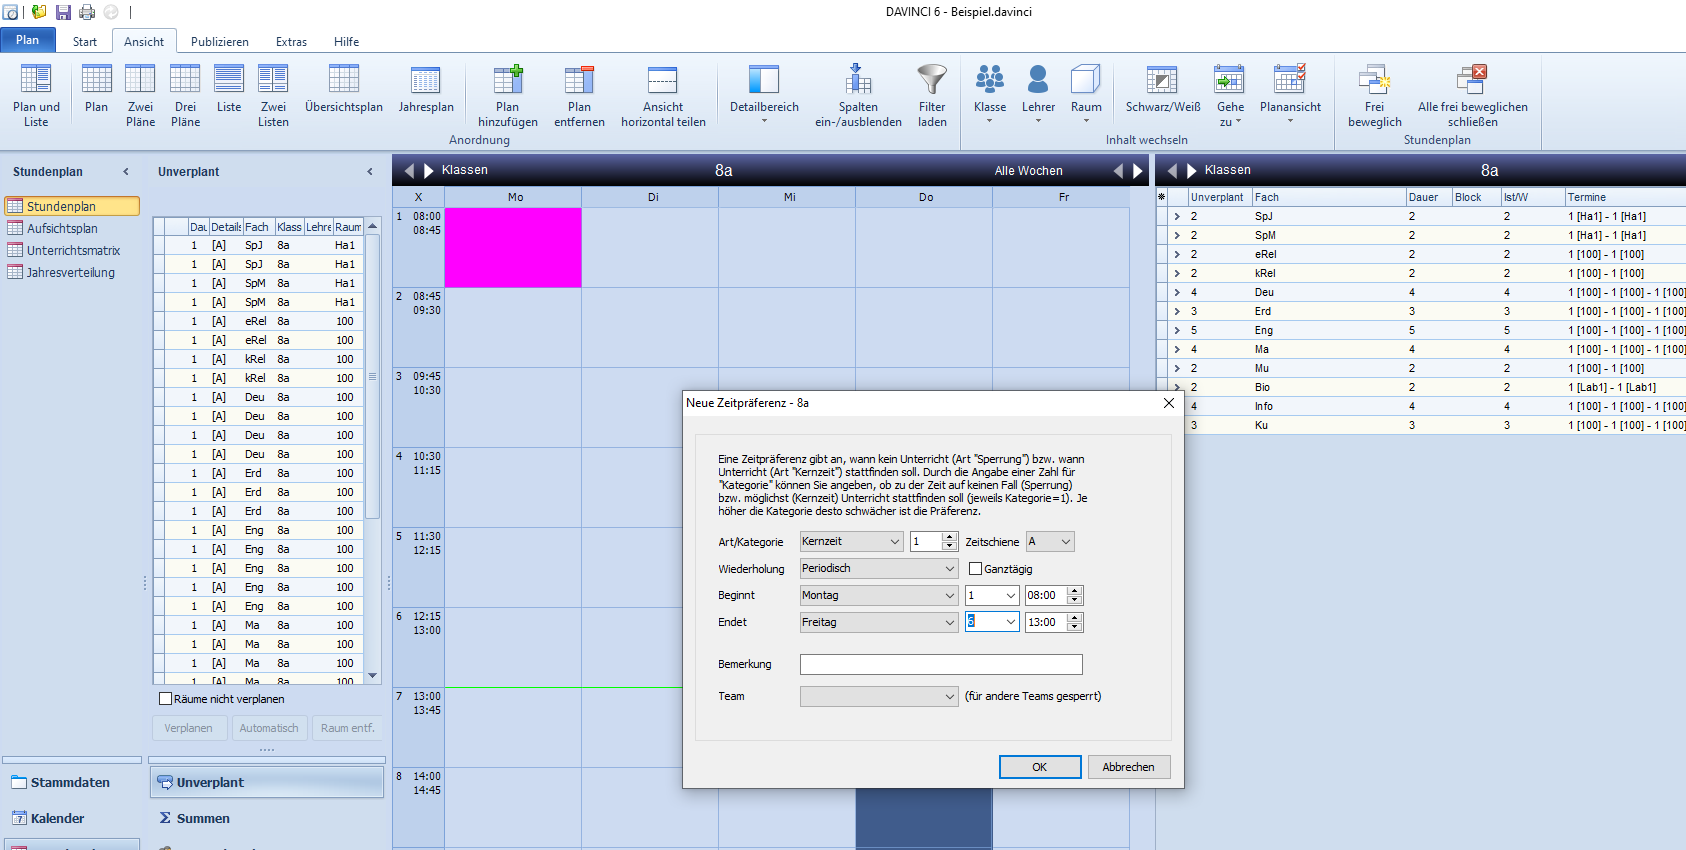 DAVINCI 6 - Beispiel.davinci
Plan Start Ansicht Publizieren Extras Hilfe
Plan und Liste
Plan
Zwei Pläne
Drei Pläne
Liste
Zwei Listen
Übersichtsplan
Jahresplan
Plan hinzufügen
Plan entfernen
Ansicht horizontal teilen
Detailbereich
Spalten ein-/ausblenden
Filter laden
Klasse
Lehrer
Raum
Schwarz/Weiß
Gehe zu
Planansicht
Frei beweglich
Alle frei beweglichen schließen
Anordnung
Inhalt wechseln
Stundenplan
Stundenplan
Stundenplan
Aufsichtsplan
Unterrichtsmatrix
Jahresverteilung
Stammdaten
Kalender
Unverplant
Dau Details Fach Klass Lehre Raum
1 [A] SpJ 8a Ha1
1 [A] SpJ 8a Ha1
1 [A] SpM 8a Ha1
1 [A] SpM 8a Ha1
1 [A] eRel 8a 100
1 [A] eRel 8a 100
1 [A] kRel 8a 100
1 [A] kRel 8a 100
1 [A] Deu 8a 100
1 [A] Deu 8a 100
1 [A] Deu 8a 100
1 [A] Deu 8a 100
1 [A] Erd 8a 100
1 [A] Erd 8a 100
1 [A] Erd 8a 100
1 [A] Eng 8a 100
1 [A] Eng 8a 100
1 [A] Eng 8a 100
1 [A] Eng 8a 100
1 [A] Eng 8a 100
1 [A] Ma 8a 100
1 [A] Ma 8a 100
1 [A] Ma 8a 100
1 [A] Ma 8a 100
Räume nicht verplanen
Verplanen Automatisch Raum entf.
Unverplant
Σ Summen
Klassen 8a Alle Wochen
X Mo Di Mi Do Fr
1 08:00
08:45
2 08:45
09:30
3 09:45
10:30
4 10:30
11:15
5 11:30
12:15
6 12:15
13:00
7 13:00
13:45
8 14:00
14:45
Klassen 8a
Unverplant Fach Dauer Block Ist/W Termine
2 SpJ 2 2 1 [Ha1] - 1 [Ha1]
2 SpM 2 2 1 [Ha1] - 1 [Ha1]
2 eRel 2 2 1 [100] - 1 [100]
2 kRel 2 2 1 [100] - 1 [100]
4 Deu 4 4 1 [100] - 1 [100] - 1 [100]
3 Erd 3 3 1 [100] - 1 [100] - 1 [100]
5 Eng 5 5 1 [100] - 1 [100] - 1 [100]
4 Ma 4 4 1 [100] - 1 [100] - 1 [100]
2 Mu 2 2 1 [100] - 1 [100]
2 Bio 2 2 1 [Lab1] - 1 [Lab1]
4 Info 4 4 1 [100] - 1 [100] - 1 [100]
3 Ku 3 3 1 [100] - 1 [100] - 1 [100]
Neue Zeitpräferenz - 8a
Eine Zeitpräferenz gibt an, wann kein Unterricht (Art "Sperrung") bzw. wann
Unterricht (Art "Kernzeit") stattfinden soll. Durch die Angabe einer Zahl für
"Kategorie" können Sie angeben, ob zu der Zeit auf keinen Fall (Sperrung)
bzw. möglichst (Kernzeit) Unterricht stattfinden soll (jeweils Kategorie=1). Je
höher die Kategorie desto schwächer ist die Präferenz.
Art/Kategorie Kernzeit 1 Zeitschiene A
Wiederholung Periodisch Ganztägig
Beginnt Montag 1 08:00
Endet Freitag 6 13:00
Bemerkung
Team (für andere Teams gesperrt)
OK Abbrechen